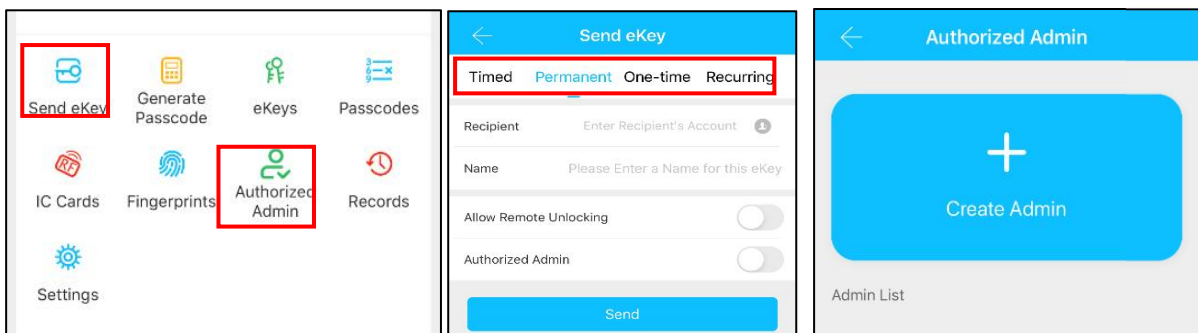 Send eKey
Generate
Passcode
eKeys
Passcodes
IC Cards
Fingerprints
Authorized
Admin
Records
Settings
Send eKey
Timed Permanent One-time Recurring
Recipient Enter Recipient's Account
Name Please Enter a Name for this eKey
Allow Remote Unlocking
Authorized Admin
Send
Authorized Admin
Create Admin
Admin List